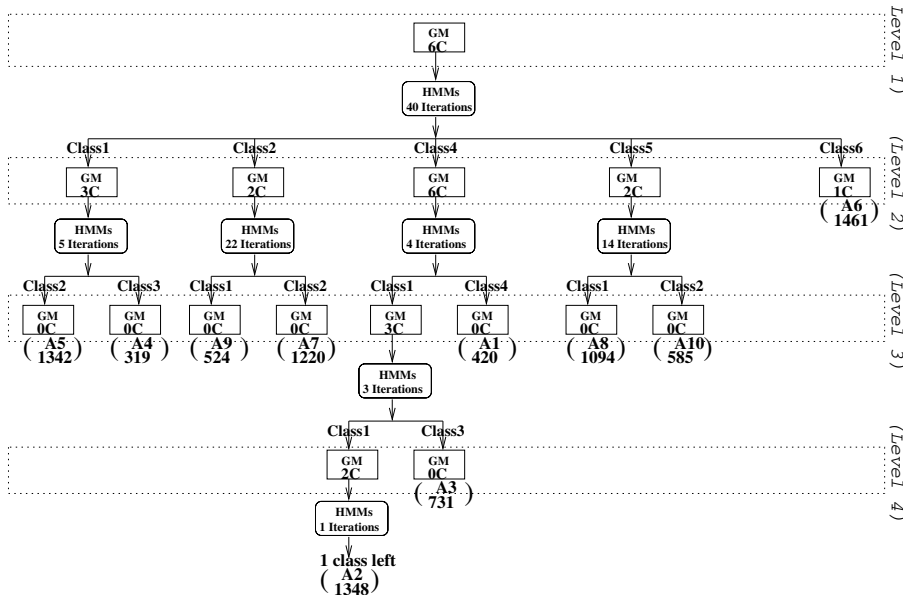 GM
6C
(Level 1)
HMMs
40 Iterations
Class1 Class2 Class4 Class5 Class6
GM GM GM GM GM
3C 2C 6C 2C 1C
(Level 2)
( A6 )
1461
HMMs HMMs HMMs HMMs
5 Iterations 22 Iterations 4 Iterations 14 Iterations
Class2 Class3 Class1 Class2 Class1 Class4 Class1 Class2
GM GM GM GM GM GM GM GM
0C 0C 0C 0C 3C 0C 0C 0C
(Level 3)
( A5 ) ( A4 ) ( A9 ) ( A7 ) ( A1 ) ( A8 ) ( A10 )
1342 319 524 1220 420 1094 585
HMMs
3 Iterations
Class1 Class3
GM GM
2C 0C
(Level 4)
( A3 )
731
HMMs
1 Iterations
1 class left
( A2 )
1348